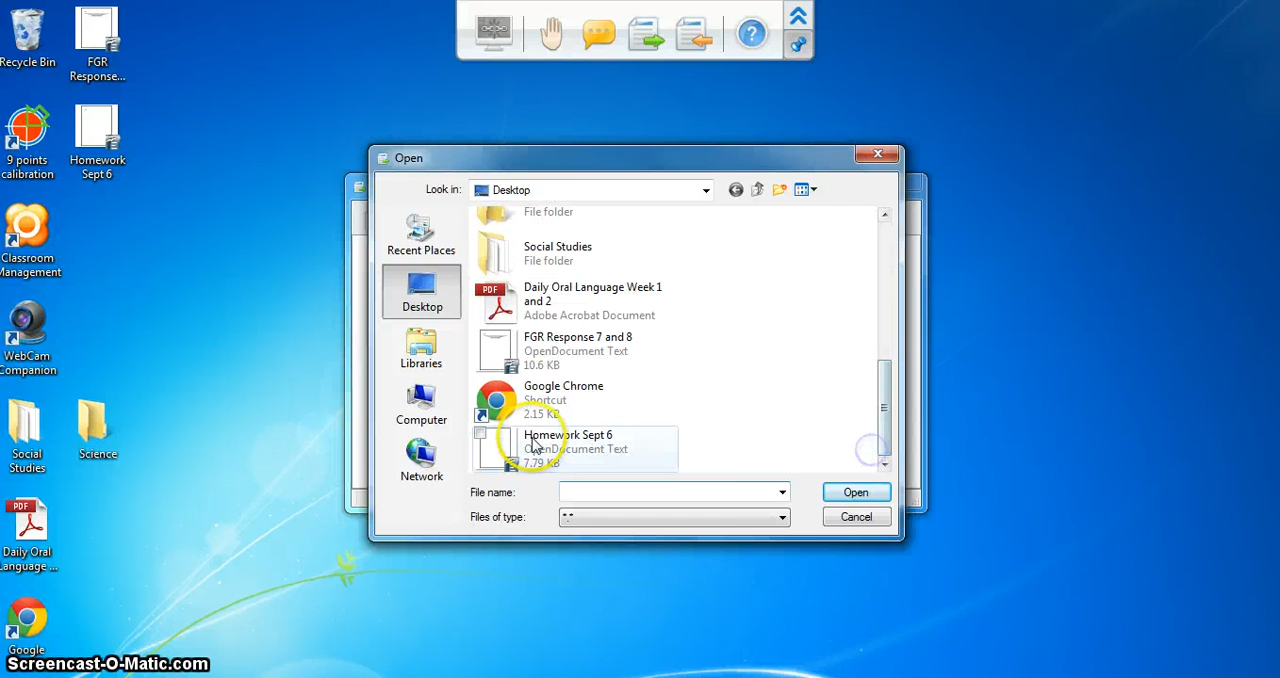 Recycle Bin
FGR
Response...
9 points
calibration
Homework
Sept 6
Classroom
Management
WebCam
Companion
Social
Studies
Science
PDF
Daily Oral
Language ...
Google
?
Open
Look in:
Desktop
Recent Places
Desktop
Libraries
Computer
Network
File folder
Social Studies
File folder
PDF
Daily Oral Language Week 1
and 2
Adobe Acrobat Document
FGR Response 7 and 8
OpenDocument Text
10.6 KB
Google Chrome
Shortcut
2.15 KB
Homework Sept 6
OpenDocument Text
7.79 KB
File name:
Open
Files of type:
*.*
Cancel
Screencast-O-Matic.com